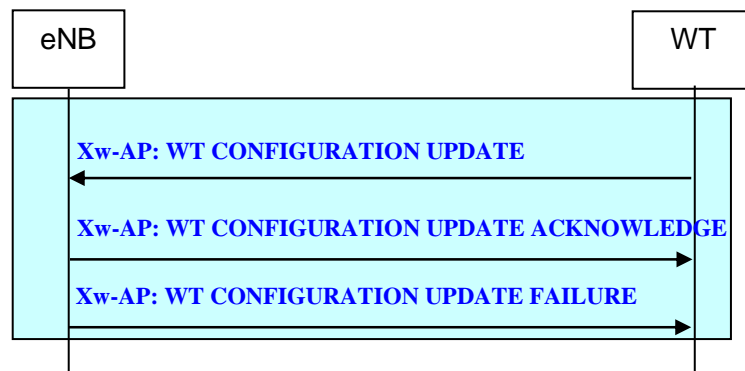 eNB
WT
Xw-AP: WT CONFIGURATION UPDATE
Xw-AP: WT CONFIGURATION UPDATE ACKNOWLEDGE
Xw-AP: WT CONFIGURATION UPDATE FAILURE